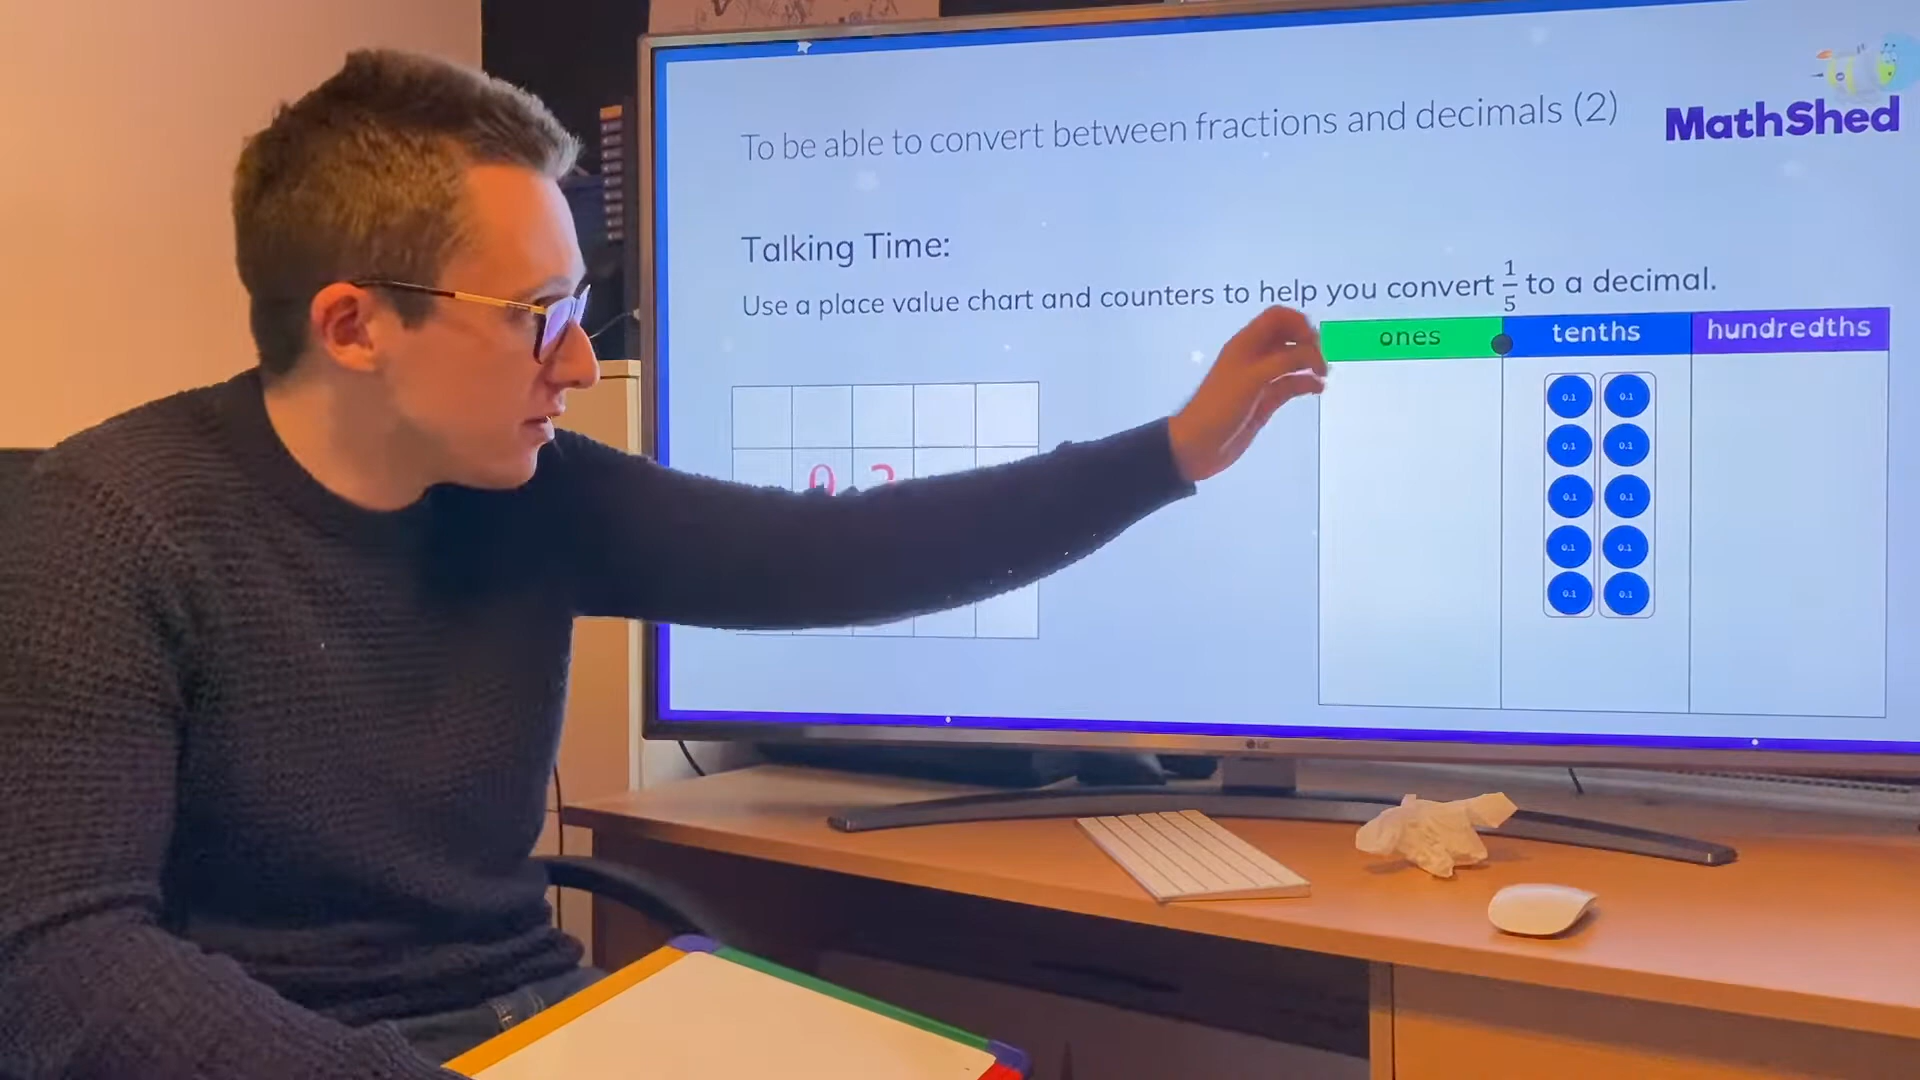 To be able to convert between fractions and decimals (2)
MathShed
Talking Time:
Use a place value chart and counters to help you convert 1/5 to a decimal.
ones tenths hundredths
0.1 0.1
0.1 0.1
0.1 0.1
0.1 0.1
0.1 0.1
LG